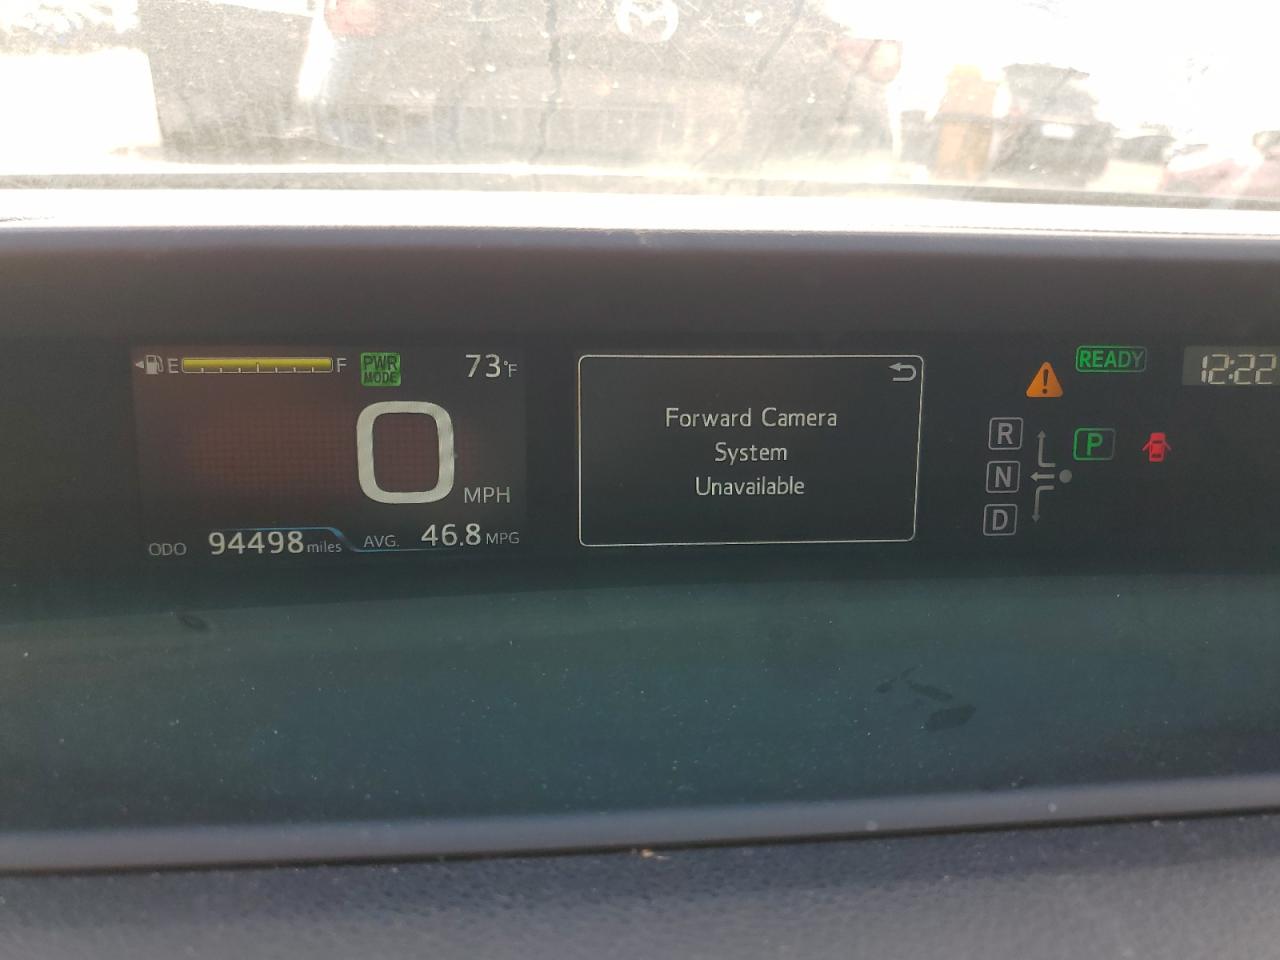 E F PWR MODE 73°F
0 MPH
ODO 94498 miles AVG. 46.8 MPG
Forward Camera
System
Unavailable
READY 12:22
R P
N
D